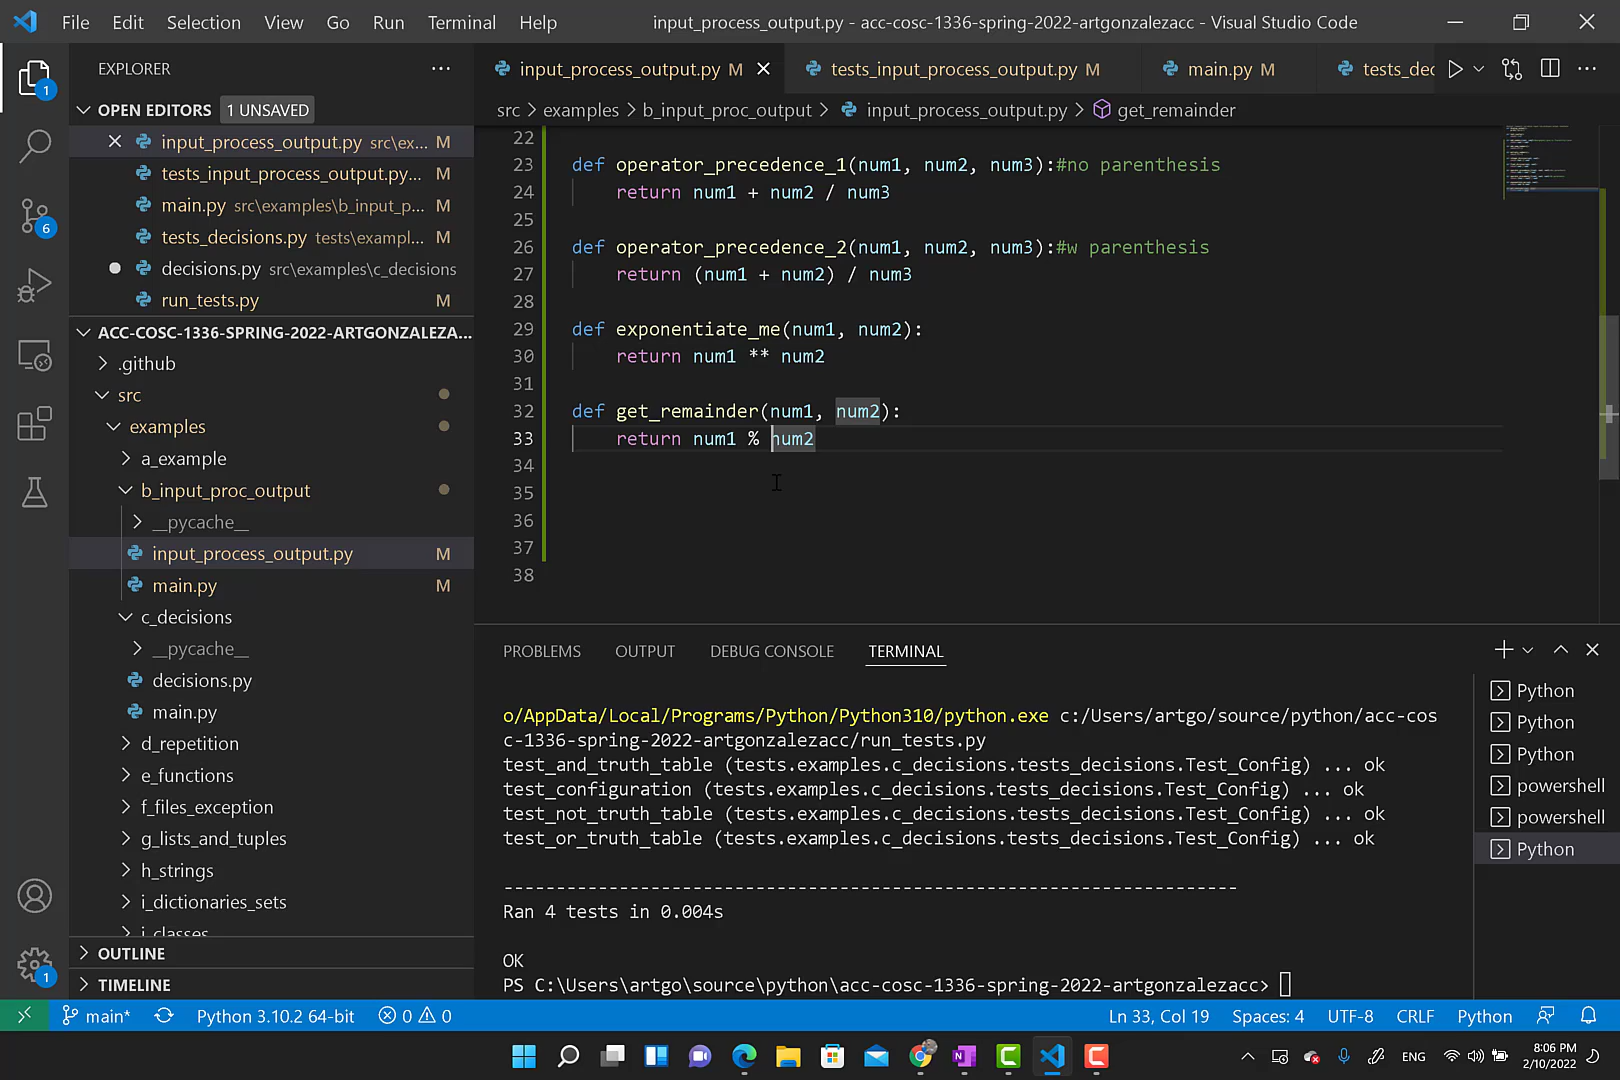 File Edit Selection View Go Run Terminal Help input_process_output.py - acc-cosc-1336-spring-2022-artgonzalezacc - Visual Studio Code
EXPLORER
OPEN EDITORS 1 UNSAVED
input_process_output.py src\ex... M
tests_input_process_output.py... M
main.py src\examples\b_input_p... M
tests_decisions.py tests\exampl... M
decisions.py src\examples\c_decisions
run_tests.py M
ACC-COSC-1336-SPRING-2022-ARTGONZALEZA...
.github
src
examples
a_example
b_input_proc_output
__pycache__
input_process_output.py M
main.py M
c_decisions
__pycache__
decisions.py
main.py
d_repetition
e_functions
f_files_exception
g_lists_and_tuples
h_strings
i_dictionaries_sets
j_classes
OUTLINE
TIMELINE
1
6
1
input_process_output.py M tests_input_process_output.py M main.py M tests_dec
src > examples > b_input_proc_output > input_process_output.py > get_remainder
22
23 def operator_precedence_1(num1, num2, num3):#no parenthesis
24 return num1 + num2 / num3
25
26 def operator_precedence_2(num1, num2, num3):#w parenthesis
27 return (num1 + num2) / num3
28
29 def exponentiate_me(num1, num2):
30 return num1 ** num2
31
32 def get_remainder(num1, num2):
33 return num1 % num2
34
35
36
37
38
PROBLEMS OUTPUT DEBUG CONSOLE TERMINAL
o/AppData/Local/Programs/Python/Python310/python.exe c:/Users/artgo/source/python/acc-cos
c-1336-spring-2022-artgonzalezacc/run_tests.py
test_and_truth_table (tests.examples.c_decisions.tests_decisions.Test_Config) ... ok
test_configuration (tests.examples.c_decisions.tests_decisions.Test_Config) ... ok
test_not_truth_table (tests.examples.c_decisions.tests_decisions.Test_Config) ... ok
test_or_truth_table (tests.examples.c_decisions.tests_decisions.Test_Config) ... ok
----------------------------------------------------------------------
Ran 4 tests in 0.004s
OK
PS C:\Users\artgo\source\python\acc-cosc-1336-spring-2022-artgonzalezacc>
Python
Python
Python
powershell
powershell
Python
main* Python 3.10.2 64-bit 0 0 Ln 33, Col 19 Spaces: 4 UTF-8 CRLF Python
ENG 8:06 PM
2/10/2022